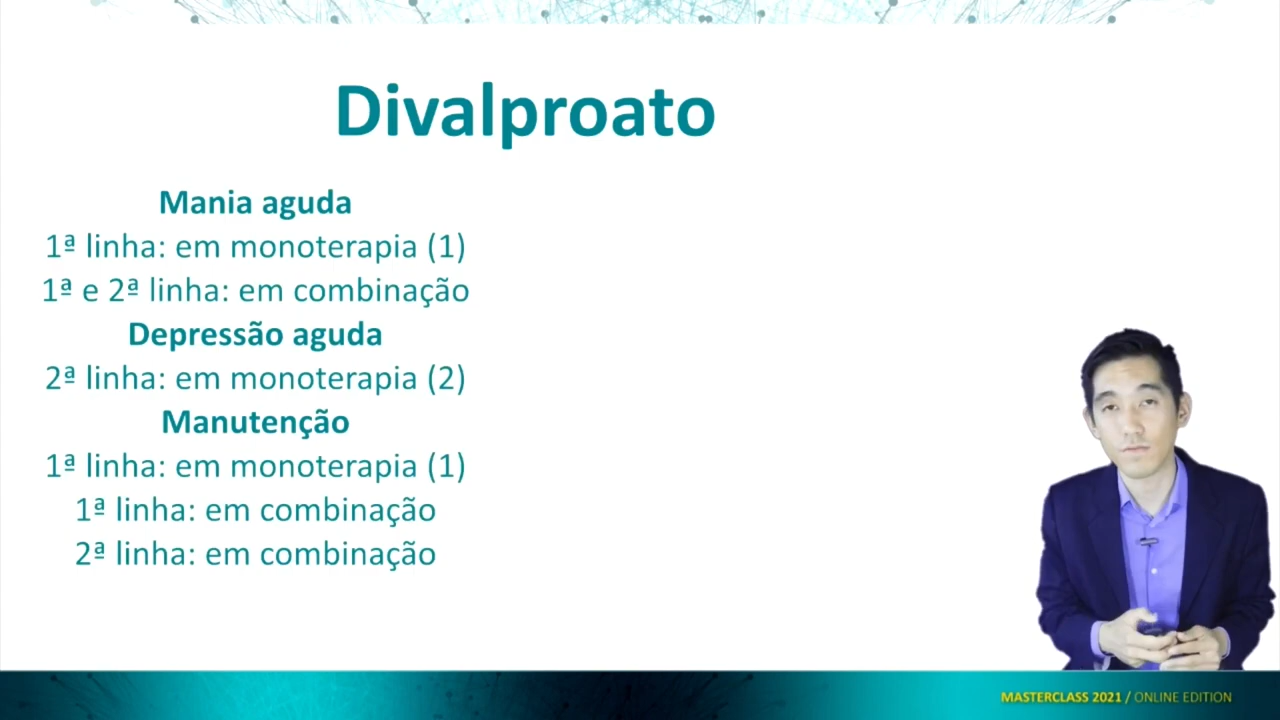 Divalproato
Mania aguda
1ª linha: em monoterapia (1)
1ª e 2ª linha: em combinação
Depressão aguda
2ª linha: em monoterapia (2)
Manutenção
1ª linha: em monoterapia (1)
1ª linha: em combinação
2ª linha: em combinação
MASTERCLASS 2021 / ONLINE EDITION